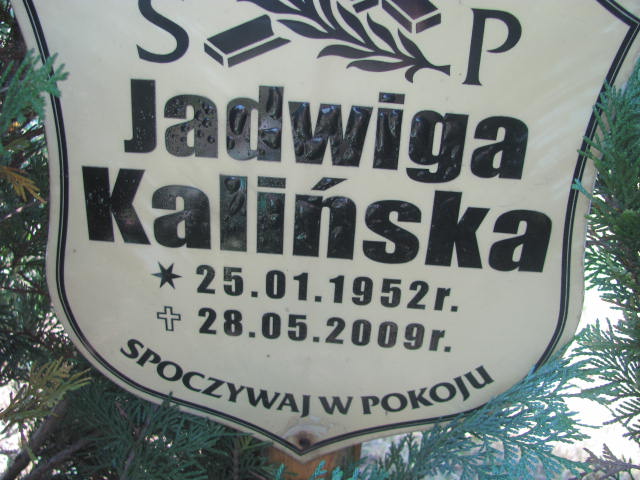 S P
Jadwiga
Kalińska
25.01.1952r.
28.05.2009r.
SPOCZYWAJ W POKOJU